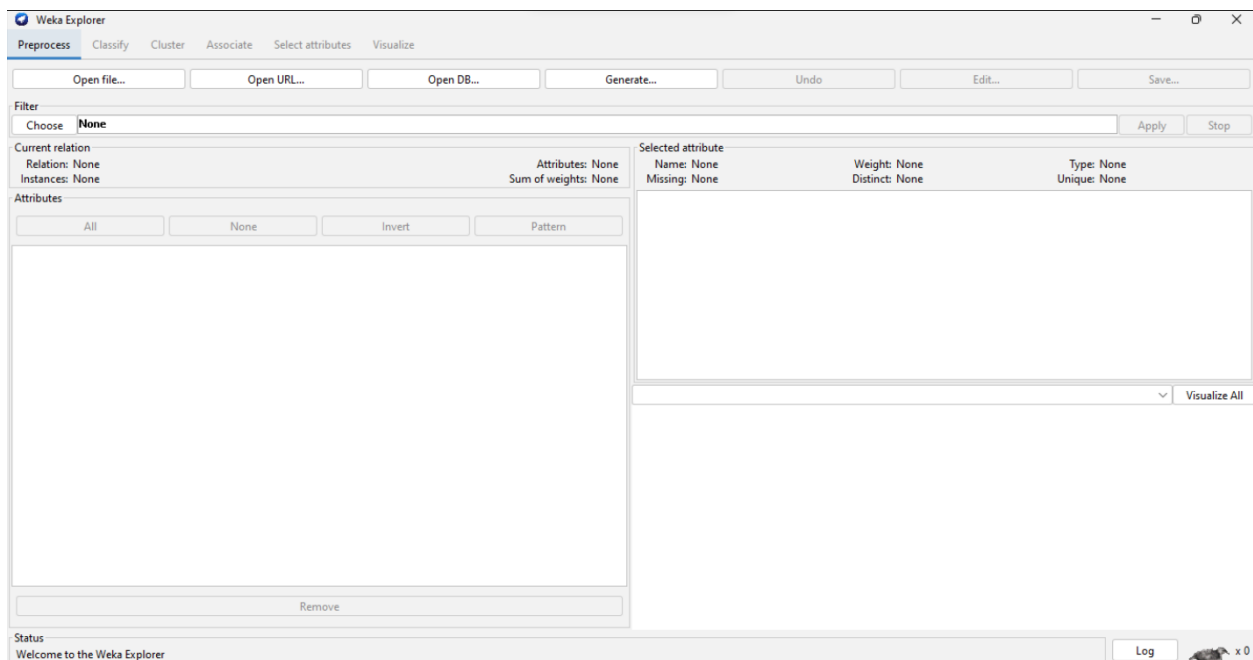 Weka Explorer
Preprocess Classify Cluster Associate Select attributes Visualize
Open file... Open URL... Open DB... Generate... Undo Edit... Save...
Filter
Choose None Apply Stop
Current relation
Relation: None Attributes: None
Instances: None Sum of weights: None
Selected attribute
Name: None Weight: None Type: None
Missing: None Distinct: None Unique: None
Attributes
All None Invert Pattern
Visualize All
Remove
Status
Welcome to the Weka Explorer
Log x 0